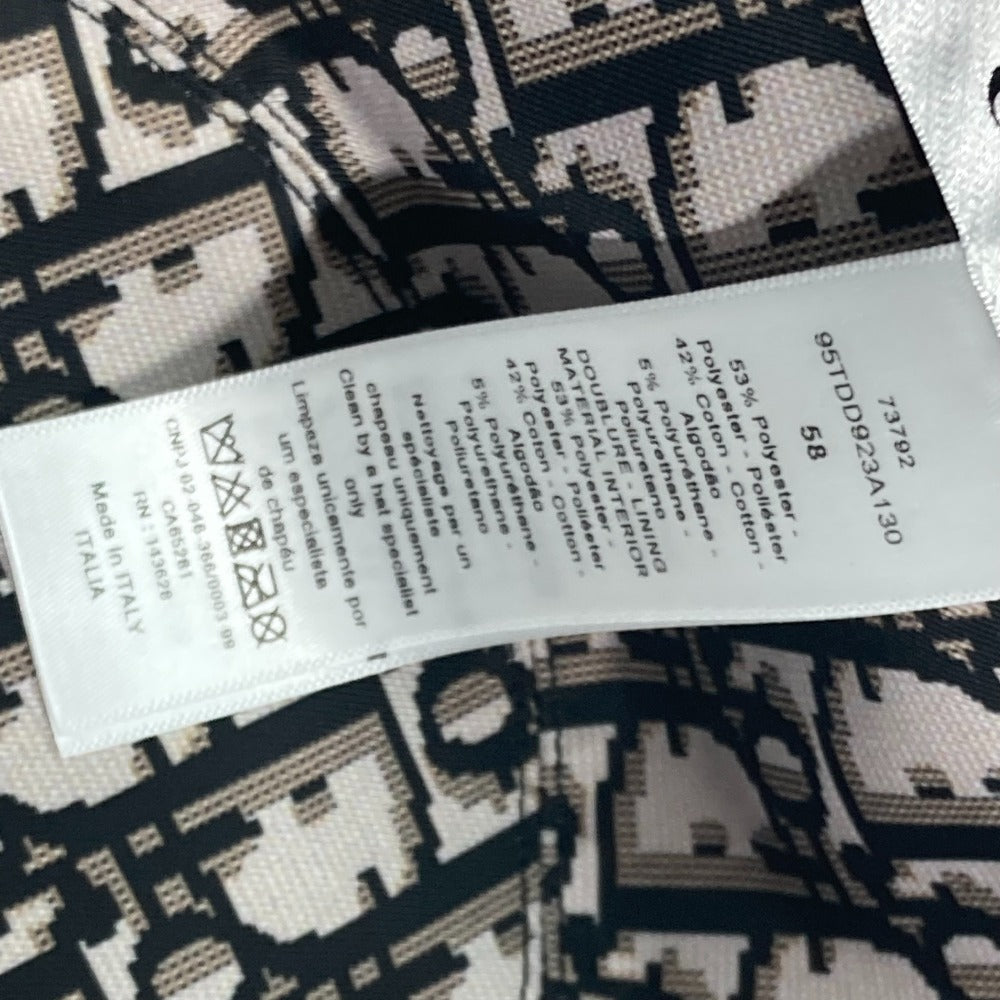 73792
95TDD923A130
58
53% Polyester -
Polyester - Poliéster
42% Coton - Cotton -
Algodão
5% Polyuréthane -
Polyurethane -
Poliuretano
DOUBLURE - LINING
MATERIAL INTERIOR
53% Polyester -
Polyester - Poliéster
42% Coton - Cotton -
Algodão
5% Polyuréthane -
Polyurethane -
Poliuretano
Nettoyage par un
spécialiste
chapeau uniquement
Clean by a hat specialist
only
Limpeza unicamente por
um especialista
de chapéu
CNPJ 02.046.366/0003-99
CA65281
RN : 143628
Made in ITALY
ITALIA